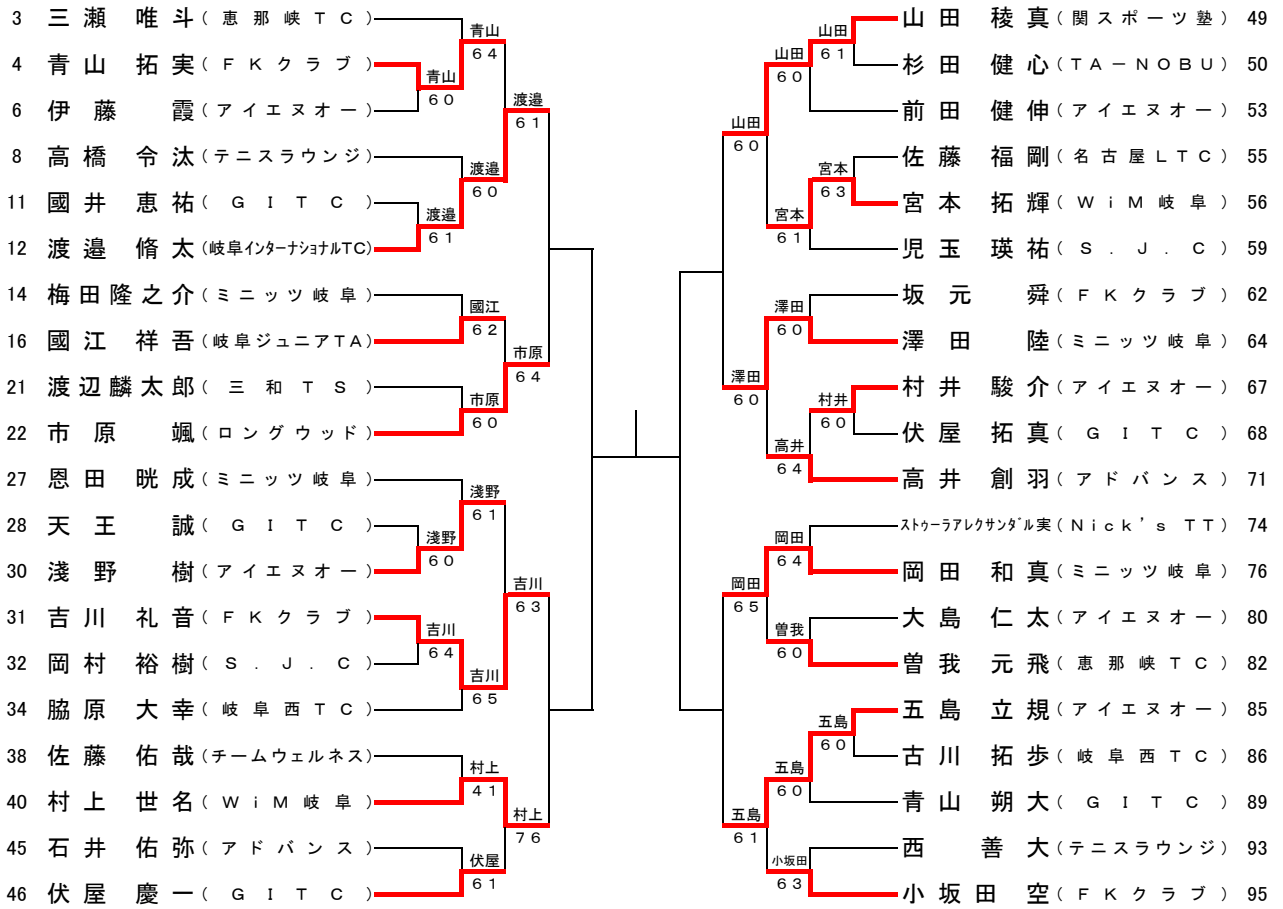 3 三瀬 唯斗(恵那峡TC)
4 青山 拓実(FKクラブ)
6 伊藤 霞(アイエヌオー)
8 高橋 令汰(テニスラウンジ)
11 國井 恵祐(GITC)
12 渡邉 脩太(岐阜インターナショナルTC)
14 梅田隆之介(ミニッツ岐阜)
16 國江 祥吾(岐阜ジュニアTA)
21 渡辺麟太郎(三和TS)
22 市原 颯(ロングウッド)
27 恩田 晄成(ミニッツ岐阜)
28 天王 誠(GITC)
30 淺野 樹(アイエヌオー)
31 吉川 礼音(FKクラブ)
32 岡村 裕樹(S.J.C)
34 脇原 大幸(岐阜西TC)
38 佐藤 佑哉(チームウェルネス)
40 村上 世名(WiM岐阜)
45 石井 佑弥(アドバンス)
46 伏屋 慶一(GITC)
青山
60
渡邉
61
淺野
60
吉川
64
青山
64
渡邉
60
國江
62
市原
60
淺野
61
吉川
65
村上
41
伏屋
61
渡邉
61
市原
64
吉川
63
村上
76
山田
60
澤田
60
岡田
65
五島
61
山田
60
宮本
61
澤田
60
高井
64
岡田
64
曽我
60
五島
60
小坂田
63
山田
61
宮本
63
村井
60
五島
60
山田 稜真(関スポーツ塾) 49
杉田 健心(TA-NOBU) 50
前田 健伸(アイエヌオー) 53
佐藤 福剛(名古屋LTC) 55
宮本 拓輝(WiM岐阜) 56
児玉 瑛祐(S.J.C) 59
坂元 舜(FKクラブ) 62
澤田 陸(ミニッツ岐阜) 64
村井 駿介(アイエヌオー) 67
伏屋 拓真(GITC) 68
高井 創羽(アドバンス) 71
ストゥーラアレクサンダル実(Nick's TT) 74
岡田 和真(ミニッツ岐阜) 76
大島 仁太(アイエヌオー) 80
曽我 元飛(恵那峡TC) 82
五島 立規(アイエヌオー) 85
古川 拓歩(岐阜西TC) 86
青山 朔大(GITC) 89
西 善大(テニスラウンジ) 93
小坂田 空(FKクラブ) 95